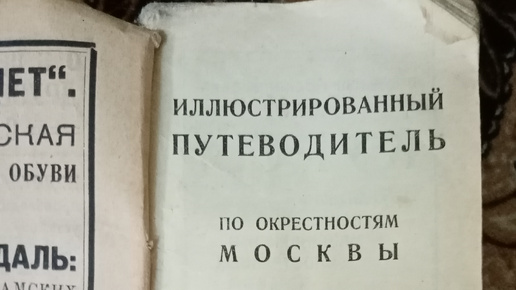 ЕТ“.
СКАЯ
ОБУВИ
ДАЛЬ:
ИЛЛЮСТРИРОВАННЫЙ
ПУТЕВОДИТЕЛЬ
ПО ОКРЕСТНОСТЯМ
МОСКВЫ